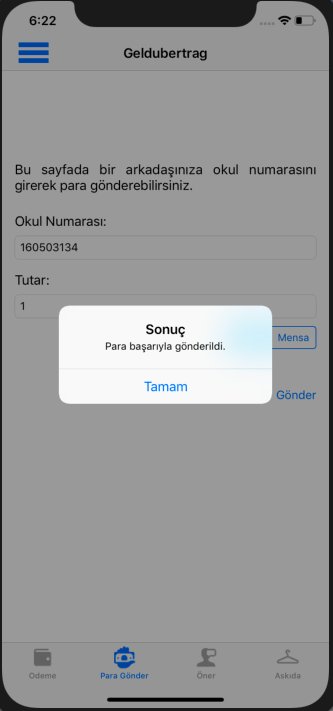 6:22
Geldubertrag
Bu sayfada bir arkadaşınıza okul numarasını
girerek para gönderebilirsiniz.
Okul Numarası:
160503134
Tutar:
1
Sonuç
Para başarıyla gönderildi.
Mensa
Tamam
Gönder
Ödeme
Para Gönder
Öner
Askıda